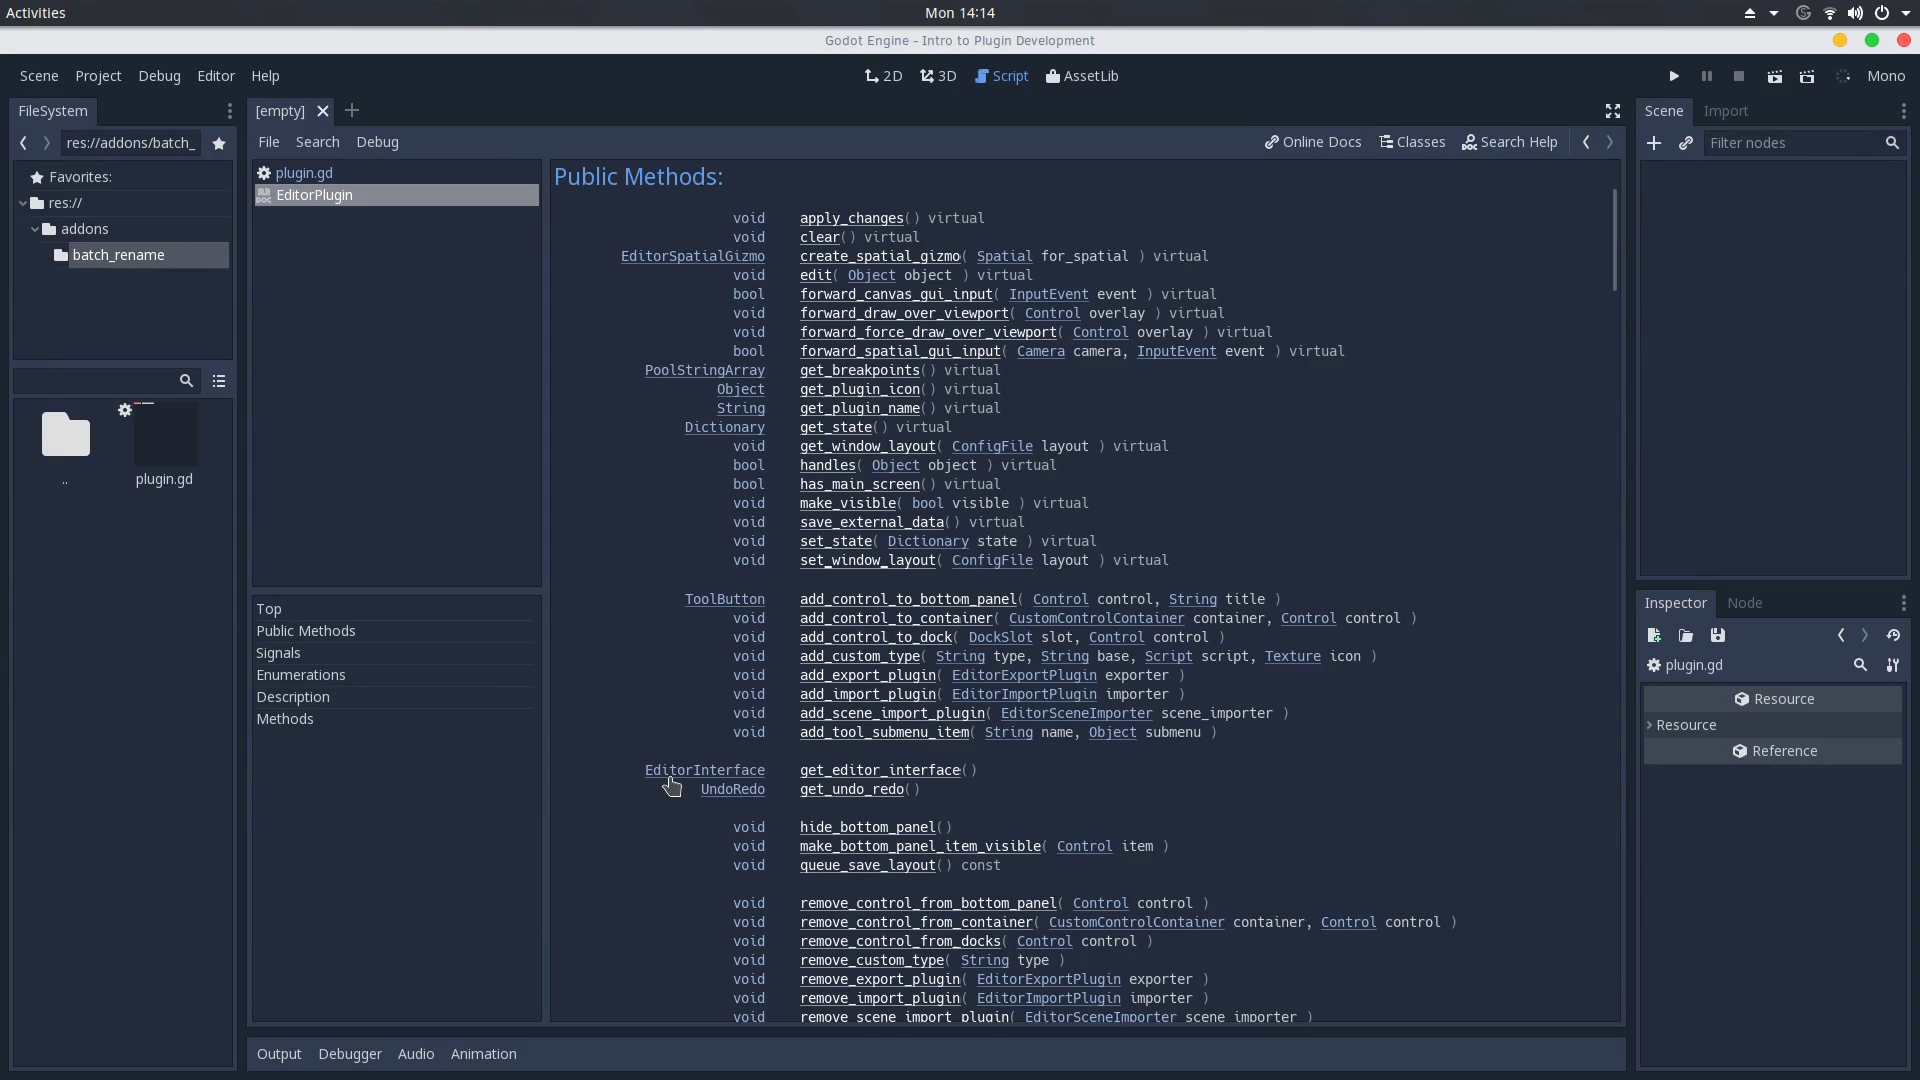 Activities
Mon 14:14
Godot Engine - Intro to Plugin Development
Scene Project Debug Editor Help
2D 3D Script AssetLib
Mono
FileSystem
res://addons/batch_
Favorites:
res://
addons
batch_rename
..
plugin.gd
[empty]
File Search Debug
Online Docs Classes Search Help
plugin.gd
EditorPlugin
Top
Public Methods
Signals
Enumerations
Description
Methods
Public Methods:
void apply_changes() virtual
void clear() virtual
EditorSpatialGizmo create_spatial_gizmo( Spatial for_spatial ) virtual
void edit( Object object ) virtual
bool forward_canvas_gui_input( InputEvent event ) virtual
void forward_draw_over_viewport( Control overlay ) virtual
void forward_force_draw_over_viewport( Control overlay ) virtual
bool forward_spatial_gui_input( Camera camera, InputEvent event ) virtual
PoolStringArray get_breakpoints() virtual
Object get_plugin_icon() virtual
String get_plugin_name() virtual
Dictionary get_state() virtual
void get_window_layout( ConfigFile layout ) virtual
bool handles( Object object ) virtual
bool has_main_screen() virtual
void make_visible( bool visible ) virtual
void save_external_data() virtual
void set_state( Dictionary state ) virtual
void set_window_layout( ConfigFile layout ) virtual
ToolButton add_control_to_bottom_panel( Control control, String title )
void add_control_to_container( CustomControlContainer container, Control control )
void add_control_to_dock( DockSlot slot, Control control )
void add_custom_type( String type, String base, Script script, Texture icon )
void add_export_plugin( EditorExportPlugin exporter )
void add_import_plugin( EditorImportPlugin importer )
void add_scene_import_plugin( EditorSceneImporter scene_importer )
void add_tool_submenu_item( String name, Object submenu )
EditorInterface get_editor_interface()
UndoRedo get_undo_redo()
void hide_bottom_panel()
void make_bottom_panel_item_visible( Control item )
void queue_save_layout() const
void remove_control_from_bottom_panel( Control control )
void remove_control_from_container( CustomControlContainer container, Control control )
void remove_control_from_docks( Control control )
void remove_custom_type( String type )
void remove_export_plugin( EditorExportPlugin exporter )
void remove_import_plugin( EditorImportPlugin importer )
void remove_scene_import_plugin( EditorSceneImporter scene_importer )
Output Debugger Audio Animation
Scene Import
Filter nodes
Inspector Node
plugin.gd
Resource
Resource
Reference